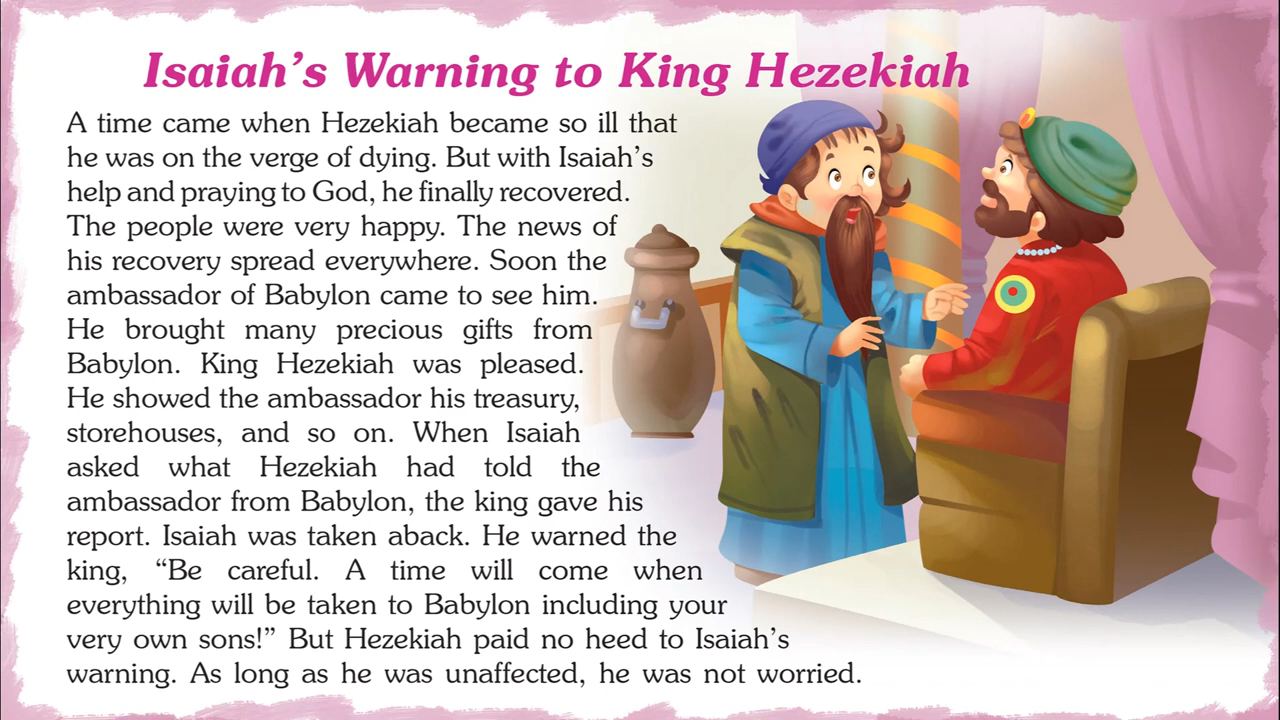 Isaiah’s Warning to King Hezekiah
A time came when Hezekiah became so ill that
he was on the verge of dying. But with Isaiah’s
help and praying to God, he finally recovered.
The people were very happy. The news of
his recovery spread everywhere. Soon the
ambassador of Babylon came to see him.
He brought many precious gifts from
Babylon. King Hezekiah was pleased.
He showed the ambassador his treasury,
storehouses, and so on. When Isaiah
asked what Hezekiah had told the
ambassador from Babylon, the king gave his
report. Isaiah was taken aback. He warned the
king, “Be careful. A time will come when
everything will be taken to Babylon including your
very own sons!” But Hezekiah paid no heed to Isaiah’s
warning. As long as he was unaffected, he was not worried.